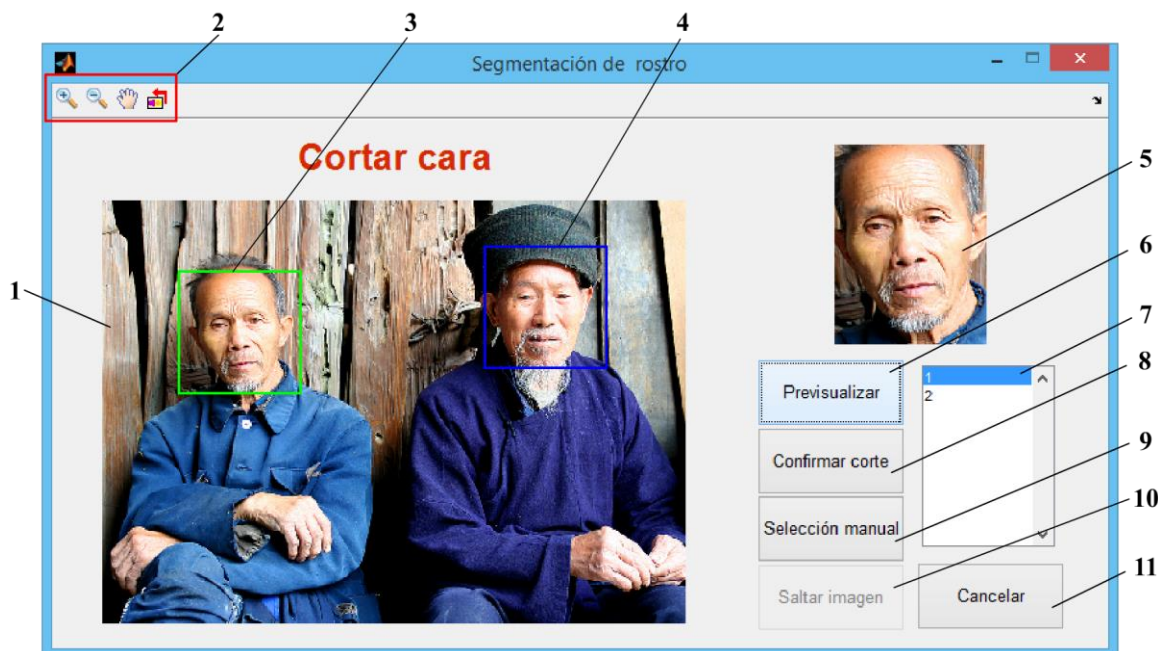 2
3
4
Segmentación de rostro
Cortar cara
1
5
6
7
8
9
10
11
Previsualizar
1
2
Confirmar corte
Selección manual
Saltar imagen
Cancelar